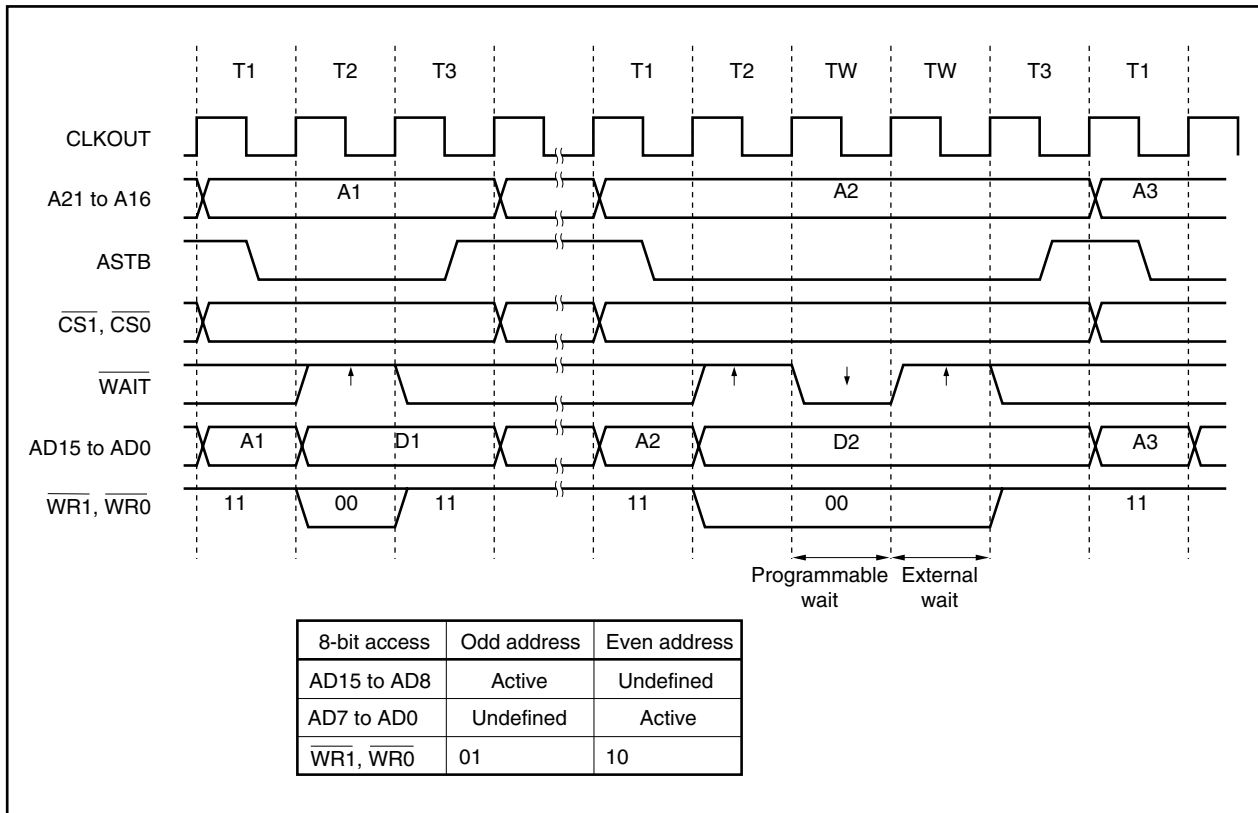 T1 T2 T3 T1 T2 TW TW T3 T1
CLKOUT
A21 to A16 A1 A2 A3
ASTB
CS1, CS0
WAIT
AD15 to AD0 A1 D1 A2 D2 A3
WR1, WR0 11 00 11 11 00 11
Programmable wait
External wait
8-bit access Odd address Even address
AD15 to AD8 Active Undefined
AD7 to AD0 Undefined Active
WR1, WR0 01 10